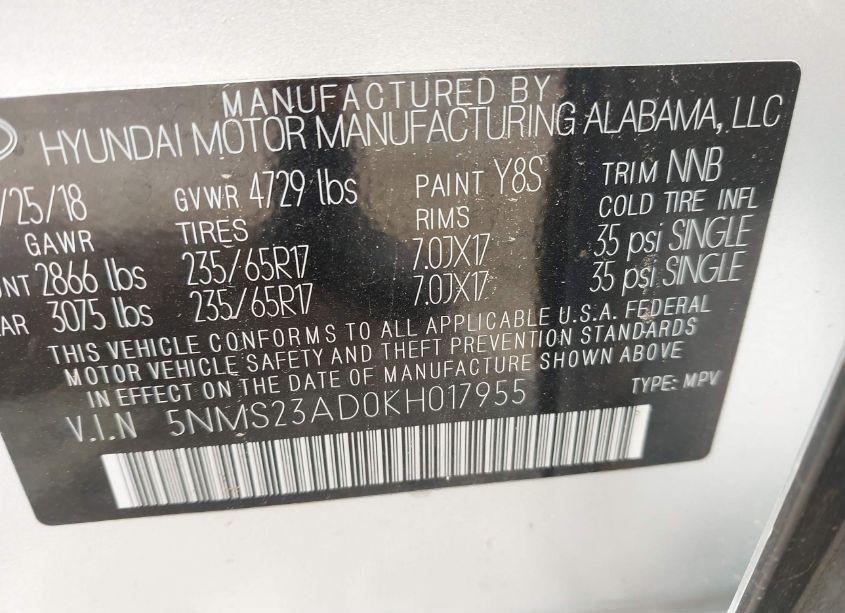 MANUFACTURED BY
HYUNDAI MOTOR MANUFACTURING ALABAMA, LLC
/25/18 GVWR 4729 lbs PAINT Y8S TRIM NNB
GAWR TIRES RIMS COLD TIRE INFL
NT 2866 lbs 235/65R17 7.0JX17 35 psi SINGLE
AR 3075 lbs 235/65R17 7.0JX17 35 psi SINGLE
THIS VEHICLE CONFORMS TO ALL APPLICABLE U.S.A. FEDERAL
MOTOR VEHICLE SAFETY AND THEFT PREVENTION STANDARDS
IN EFFECT ON THE DATE OF MANUFACTURE SHOWN ABOVE
V.I.N 5NMS23AD0KH017955 TYPE: MPV